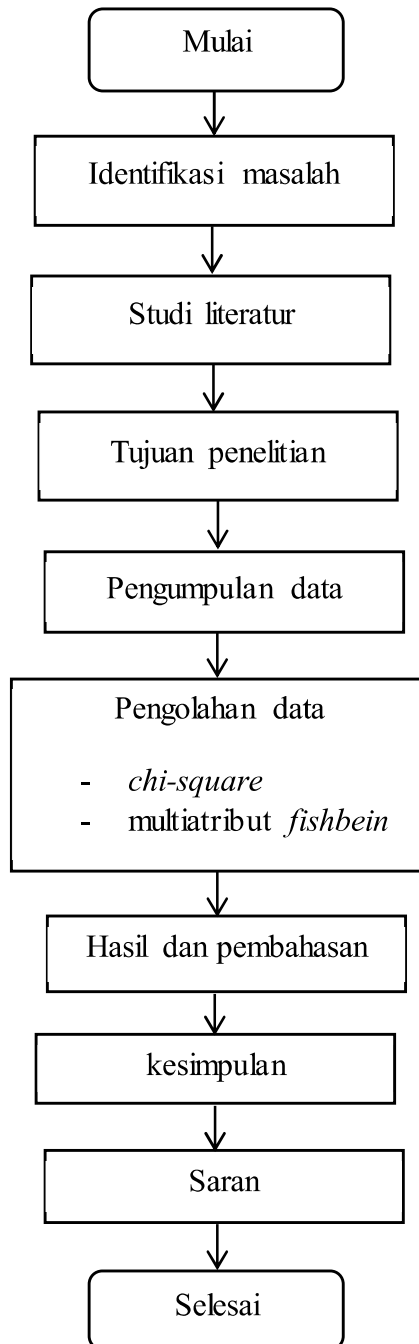 Mulai
Identifikasi masalah
Studi literatur
Tujuan penelitian
Pengumpulan data
Pengolahan data
- chi-square
- multiatribut fishbein
Hasil dan pembahasan
kesimpulan
Saran
Selesai